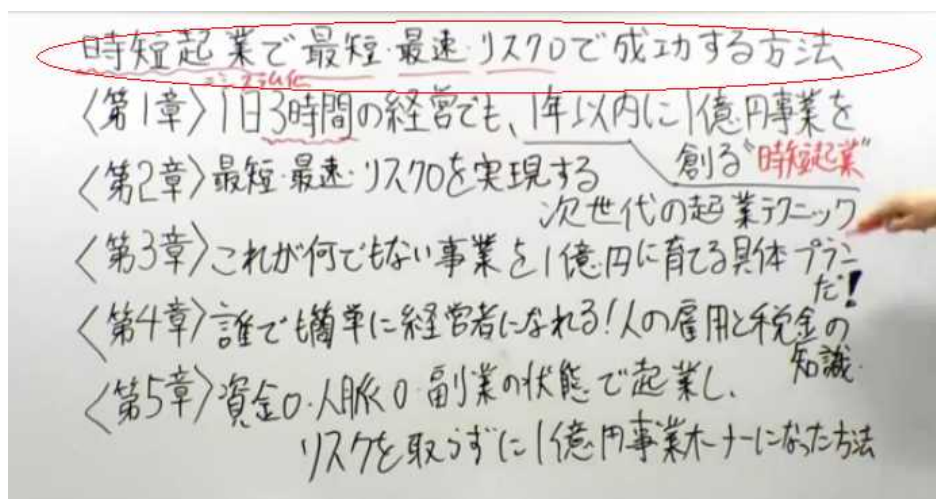 時短起業で最短・最速・リスク0で成功する方法
〈第1章〉1日3時間の経営でも、1年以内に1億円事業を
創る"時短起業"
〈第2章〉最短・最速・リスク0を実現する
次世代の起業テクニック
〈第3章〉これが何でもない事業を1億円に育てる具体プラン
だ!
〈第4章〉誰でも簡単に経営者になれる!人の雇用と税金の
知識
〈第5章〉資金0・人脈0・副業の状態で起業し、
リスクを取らずに1億円事業オーナーになった方法